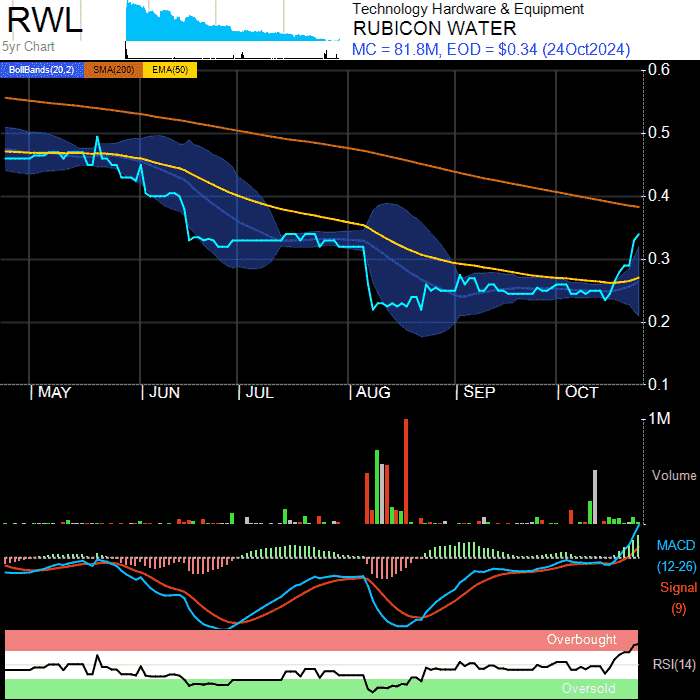 RWL
5yr Chart
Technology Hardware & Equipment
RUBICON WATER
MC = 81.8M, EOD = $0.34 (24Oct2024)
BollBands(20,2) SMA(200) EMA(50)
0.6
0.5
0.4
0.3
0.2
0.1
MAY JUN JUL AUG SEP OCT
1M
Volume
MACD
(12-26)
Signal
(9)
Overbought
RSI(14)
Oversold